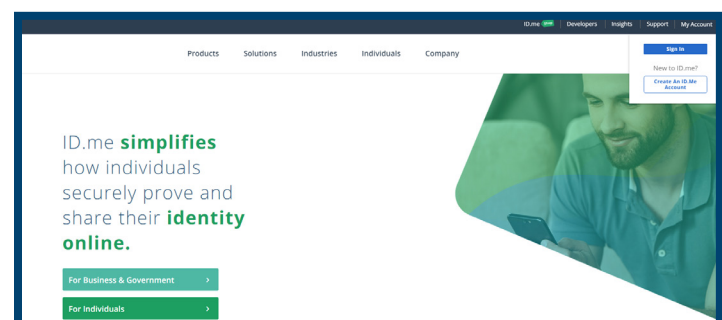 ID.me Developers Insights Support My Account
Products Solutions Industries Individuals Company
Sign In
New to ID.me?
Create An ID.Me
Account
ID.me simplifies
how individuals
securely prove and
share their identity
online.
For Business & Government >
For Individuals >